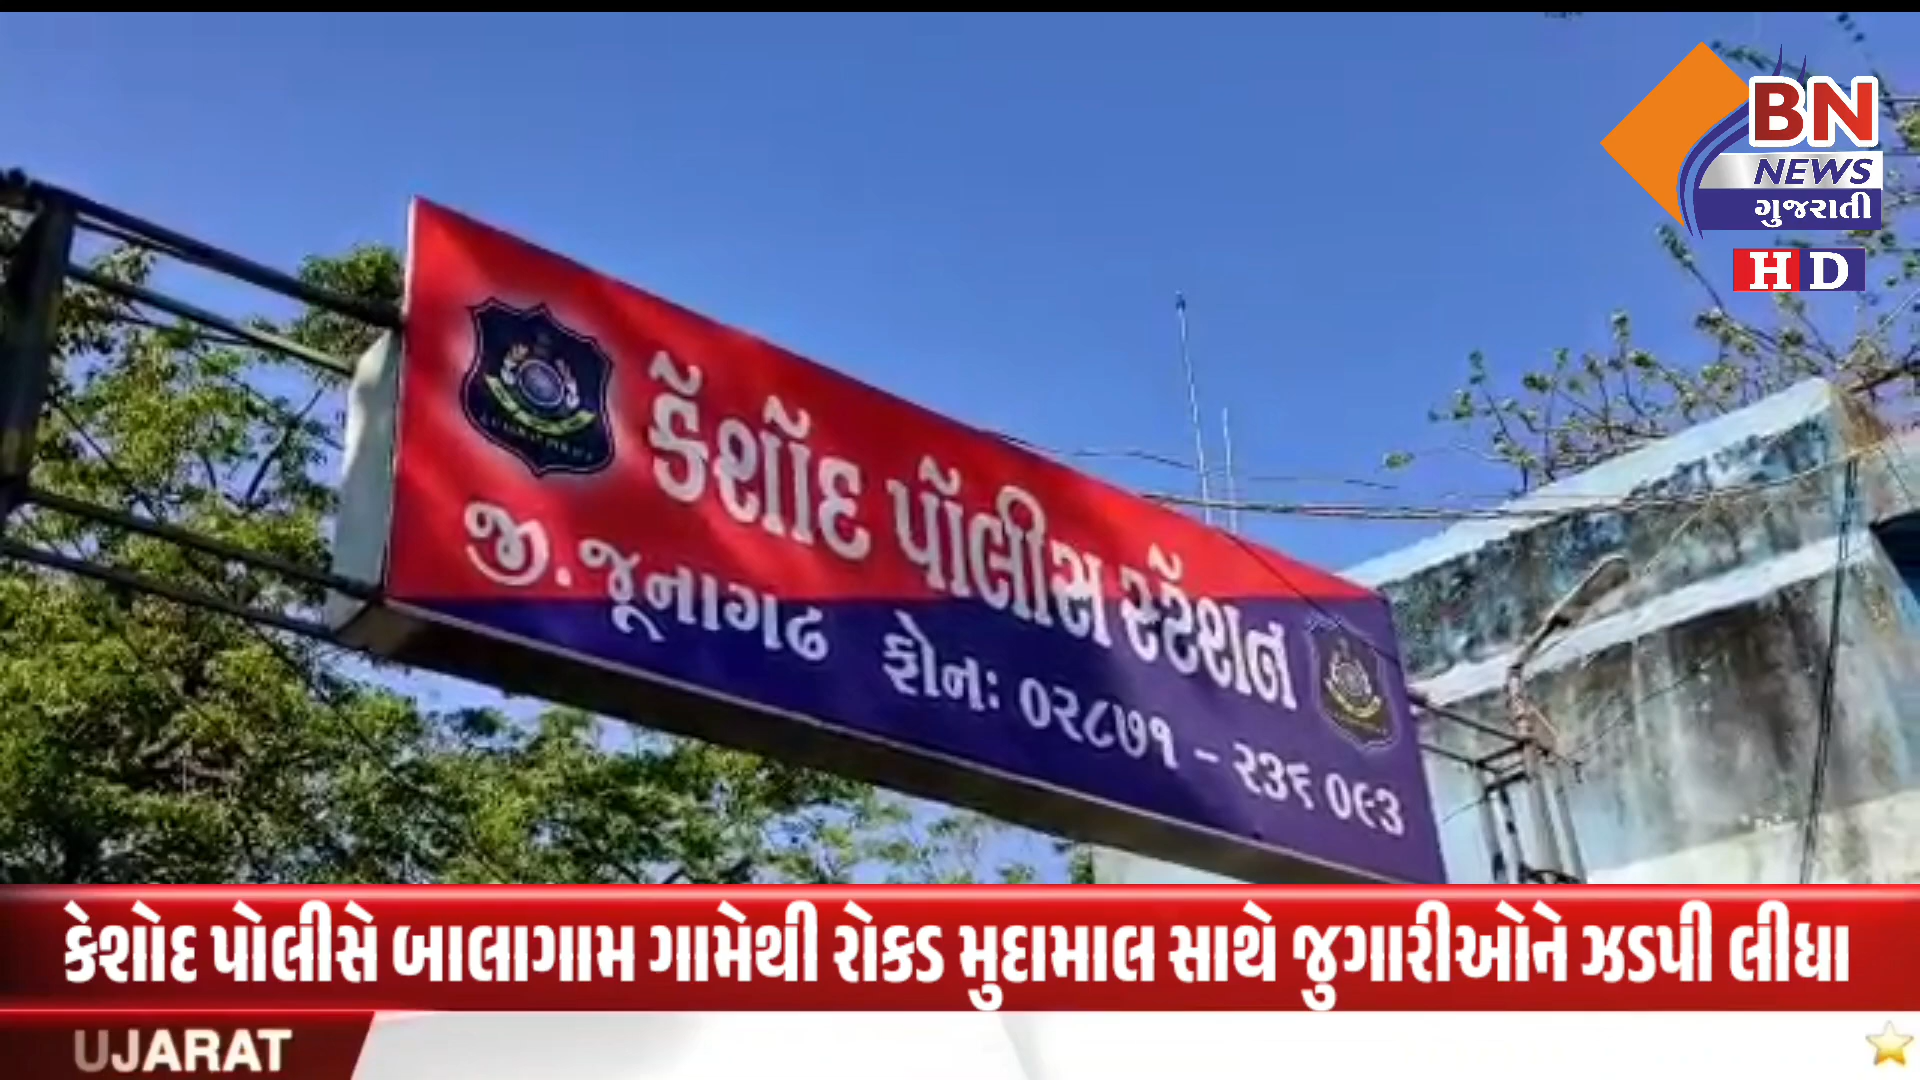 BN
NEWS
ગુજરાતી
HD
કેશોદ પોલીસ સ્ટેશન
જી. જૂનાગઢ ફોન: ૦૨૮૭૧ - ૨૩૬ ૦૯૩
કેશોદ પોલીસે બાલાગામ ગામેથી રોકડ મુદામાલ સાથે જુગારીઓને ઝડપી લીધા
UJARAT